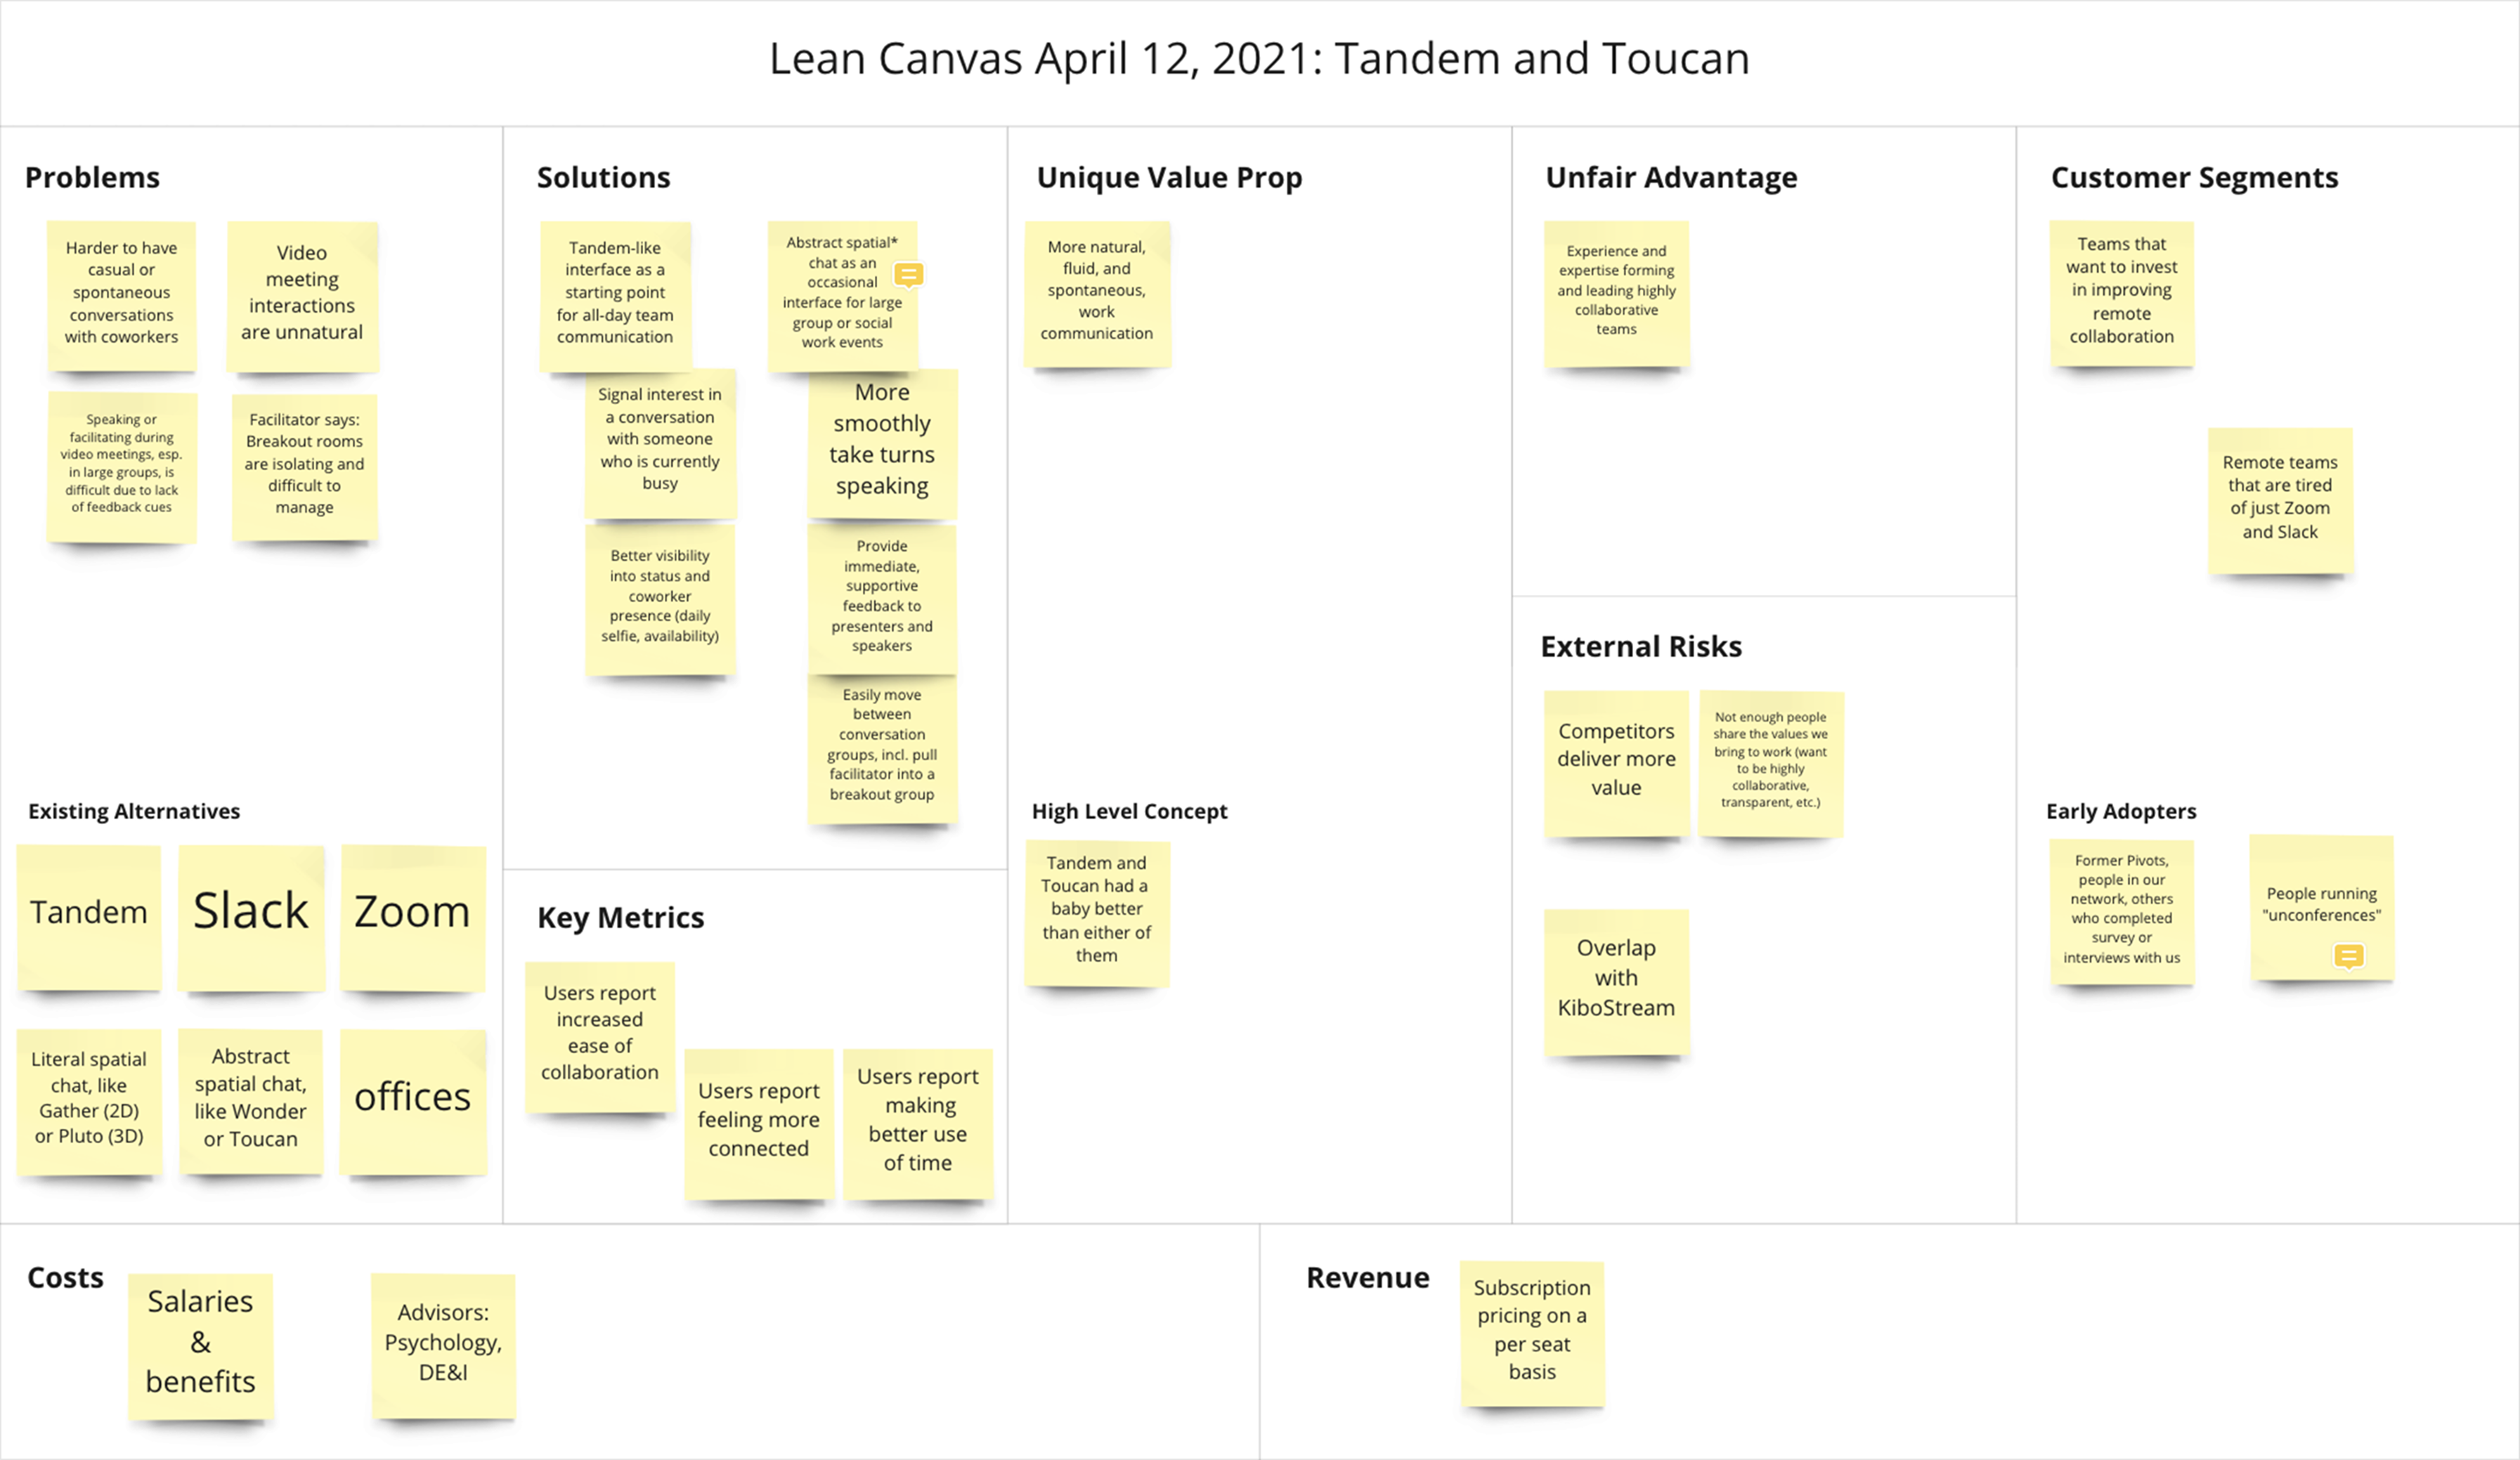 Lean Canvas April 12, 2021: Tandem and Toucan
Problems
Harder to have
casual or
spontaneous
conversations
with coworkers
Video
meeting
interactions
are unnatural
Speaking or
facilitating during
video meetings, esp.
in large groups, is
difficult due to lack
of feedback cues
Facilitator says:
Breakout rooms
are isolating and
difficult to
manage
Existing Alternatives
Tandem
Slack
Zoom
Literal spatial
chat, like
Gather (2D)
or Pluto (3D)
Abstract
spatial chat,
like Wonder
or Toucan
offices
Solutions
Tandem-like
interface as a
starting point
for all-day team
communication
Signal interest in
a conversation
with someone
who is currently
busy
Better visibility
into status and
coworker
presence (daily
selfie, availability)
Abstract spatial*
chat as an
occasional
interface for large
group or social
work events
More
smoothly
take turns
speaking
Provide
immediate,
supportive
feedback to
presenters and
speakers
Easily move
between
conversation
groups, incl. pull
facilitator into a
breakout group
Key Metrics
Users report
increased
ease of
collaboration
Users report
feeling more
connected
Users report
making
better use
of time
Unique Value Prop
More natural,
fluid, and
spontaneous,
work
communication
High Level Concept
Tandem and
Toucan had a
baby better
than either of
them
Unfair Advantage
Experience and
expertise forming
and leading highly
collaborative
teams
External Risks
Competitors
deliver more
value
Not enough people
share the values we
bring to work (want
to be highly
collaborative,
transparent, etc.)
Overlap
with
KiboStream
Customer Segments
Teams that
want to invest
in improving
remote
collaboration
Remote teams
that are tired
of just Zoom
and Slack
Early Adopters
Former Pivots,
people in our
network, others
who completed
survey or
interviews with us
People running
"unconferences"
Costs
Salaries
&
benefits
Advisors:
Psychology,
DE&I
Revenue
Subscription
pricing on a
per seat
basis